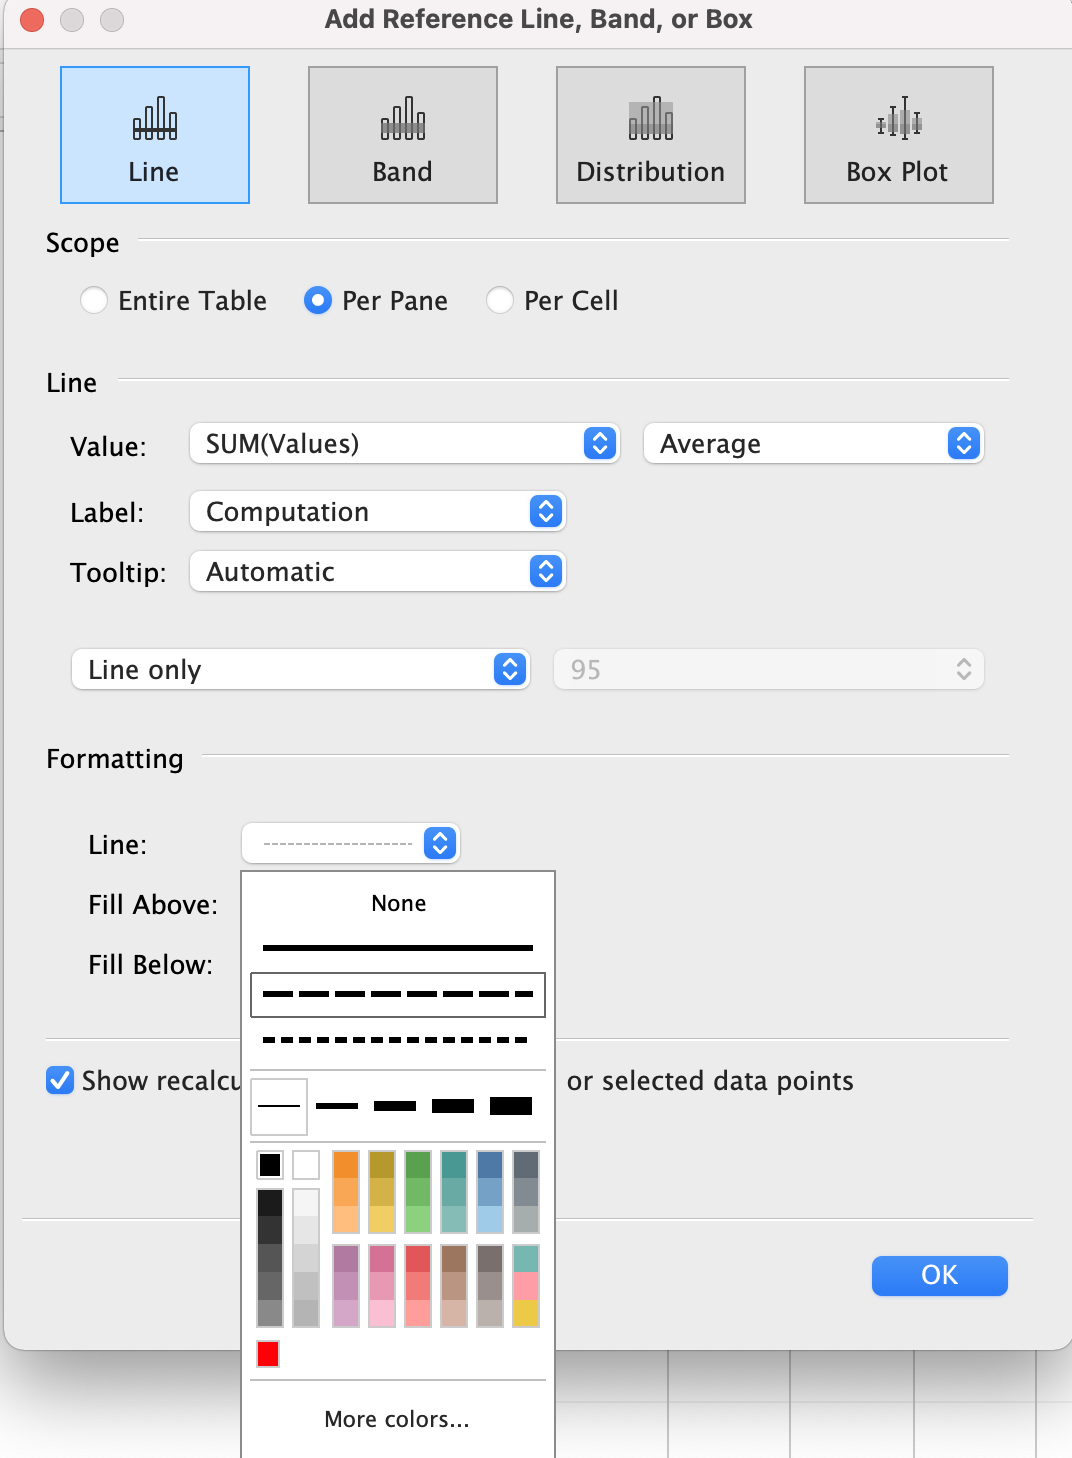 Add Reference Line, Band, or Box
Line
Band
Distribution
Box Plot
Scope
Entire Table
Per Pane
Per Cell
Line
Value:
SUM(Values)
Average
Label:
Computation
Tooltip:
Automatic
Line only
95
Formatting
Line:
Fill Above:
None
Fill Below:
Show recalcu
or selected data points
OK
More colors...